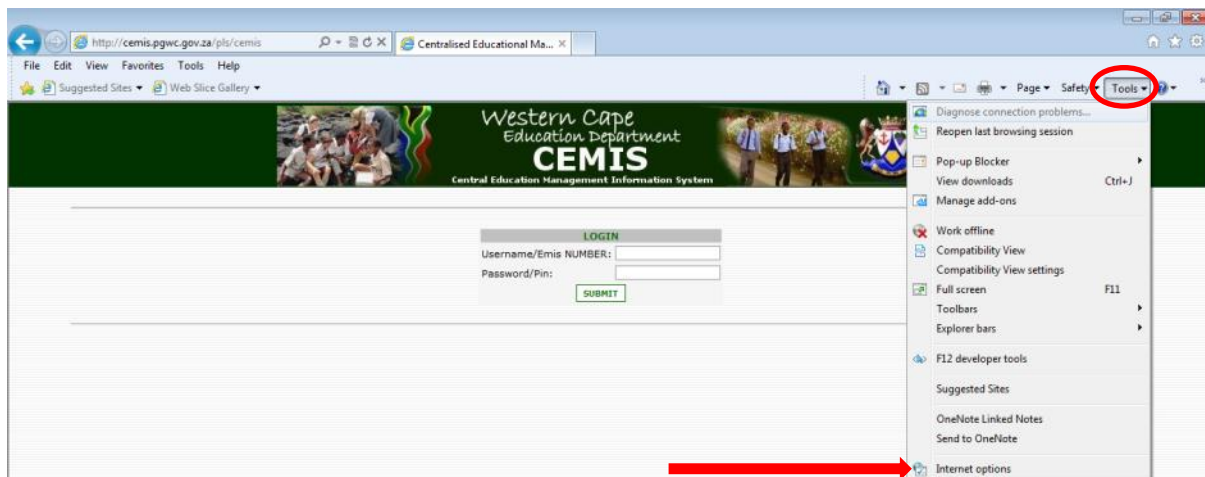 http://cemis.pgwc.gov.za/pls/cemis
Centralised Educational Ma...
File Edit View Favorites Tools Help
Suggested Sites Web Slice Gallery
Page Safety Tools
Western Cape
Education Department
CEMIS
Central Education Management Information System
LOGIN
Username/Emis NUMBER:
Password/Pin:
SUBMIT
Diagnose connection problems...
Reopen last browsing session
Pop-up Blocker
View downloads Ctrl+J
Manage add-ons
Work offline
Compatibility View
Compatibility View settings
Full screen F11
Toolbars
Explorer bars
F12 developer tools
Suggested Sites
OneNote Linked Notes
Send to OneNote
Internet options